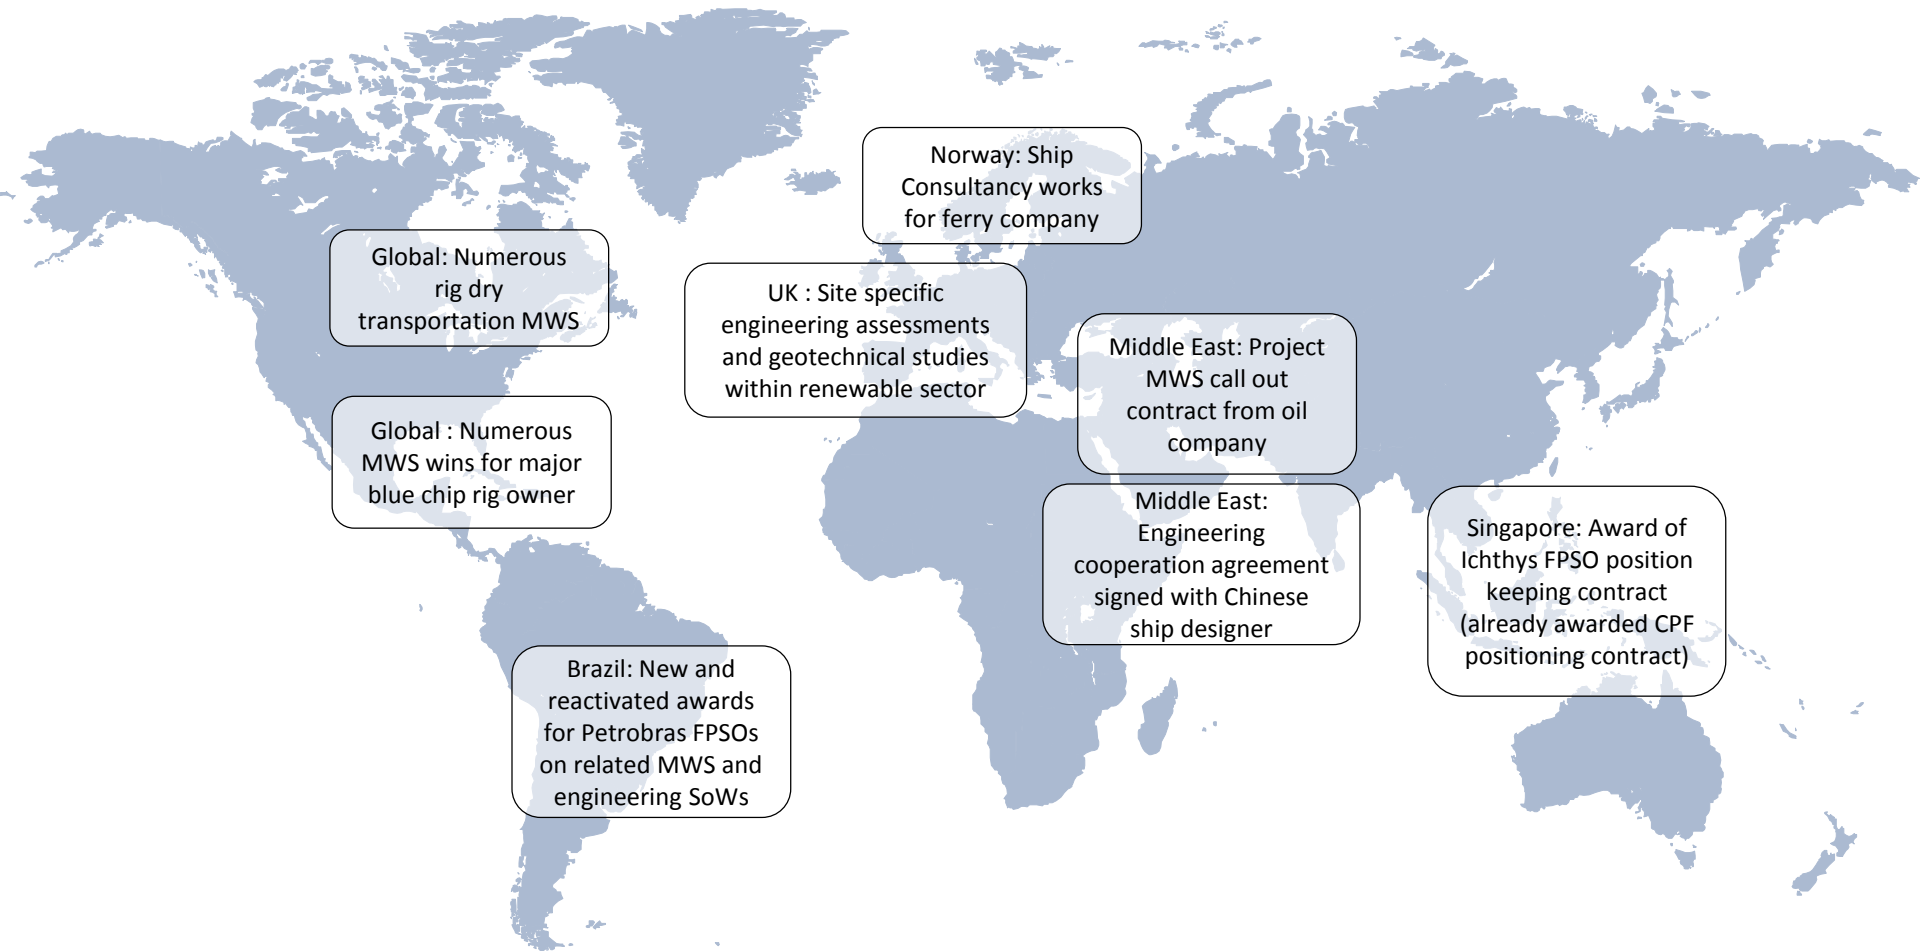 Norway: Ship
Consultancy works
for ferry company
Global: Numerous
rig dry
transportation MWS
UK : Site specific
engineering assessments
and geotechnical studies
within renewable sector
Middle East: Project
MWS call out
contract from oil
company
Global : Numerous
MWS wins for major
blue chip rig owner
Middle East:
Engineering
cooperation agreement
signed with Chinese
ship designer
Singapore: Award of
Ichthys FPSO position
keeping contract
(already awarded CPF
positioning contract)
Brazil: New and
reactivated awards
for Petrobras FPSOs
on related MWS and
engineering SoWs